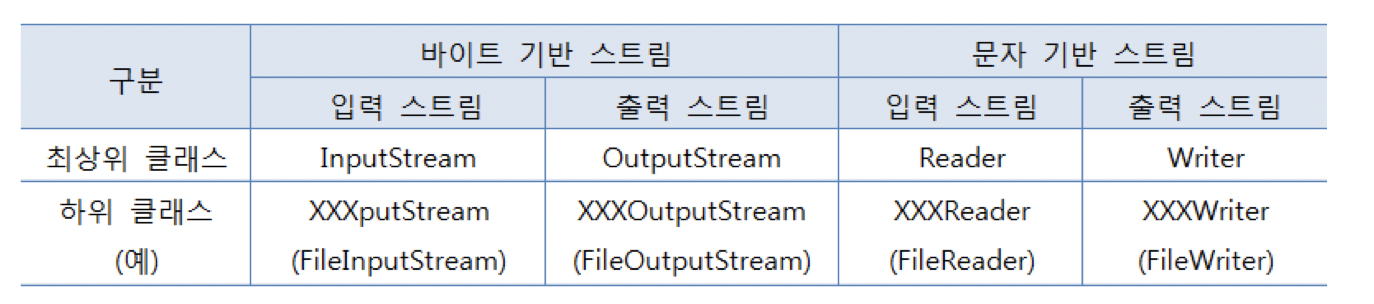 구분 바이트 기반 스트림 문자 기반 스트림
입력 스트림 출력 스트림 입력 스트림 출력 스트림
최상위 클래스 InputStream OutputStream Reader Writer
하위 클래스 XXXputStream XXXOutputStream XXXReader XXXWriter
(예) (FileInputStream) (FileOutputStream) (FileReader) (FileWriter)